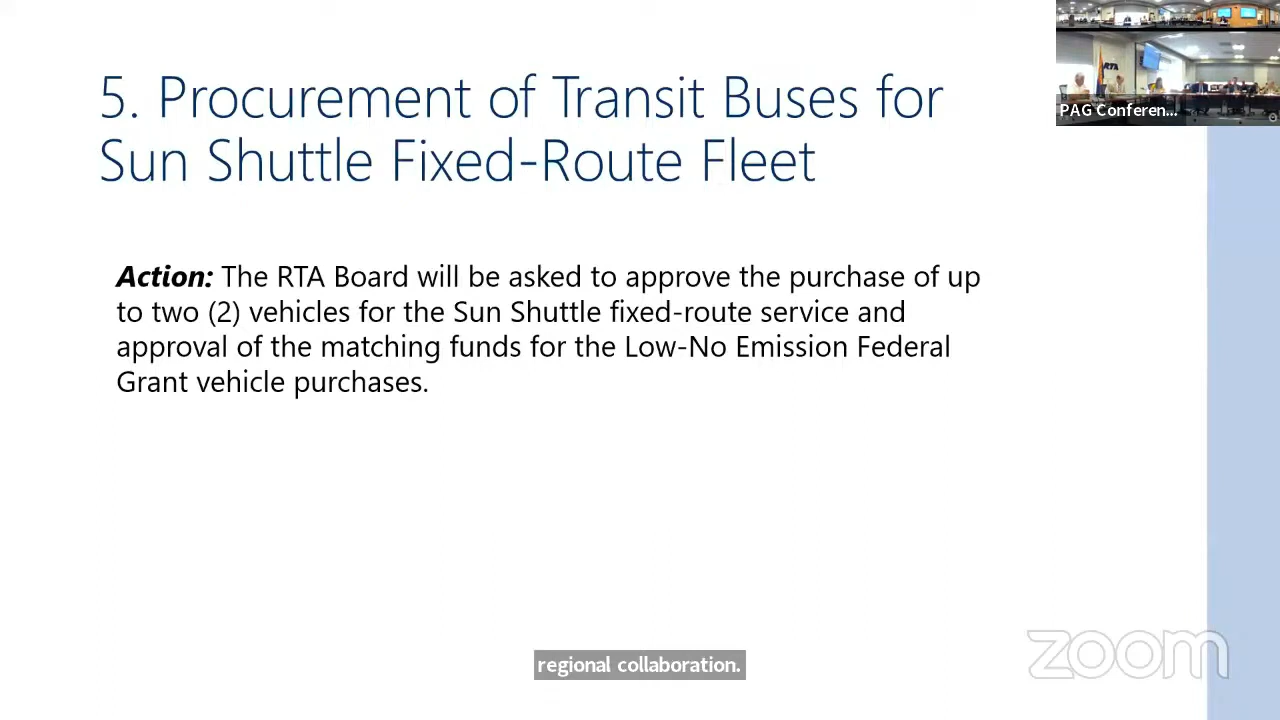 5. Procurement of Transit Buses for
Sun Shuttle Fixed-Route Fleet
RTA
PAG Conferen...
Action: The RTA Board will be asked to approve the purchase of up
to two (2) vehicles for the Sun Shuttle fixed-route service and
approval of the matching funds for the Low-No Emission Federal
Grant vehicle purchases.
zoom
regional collaboration.